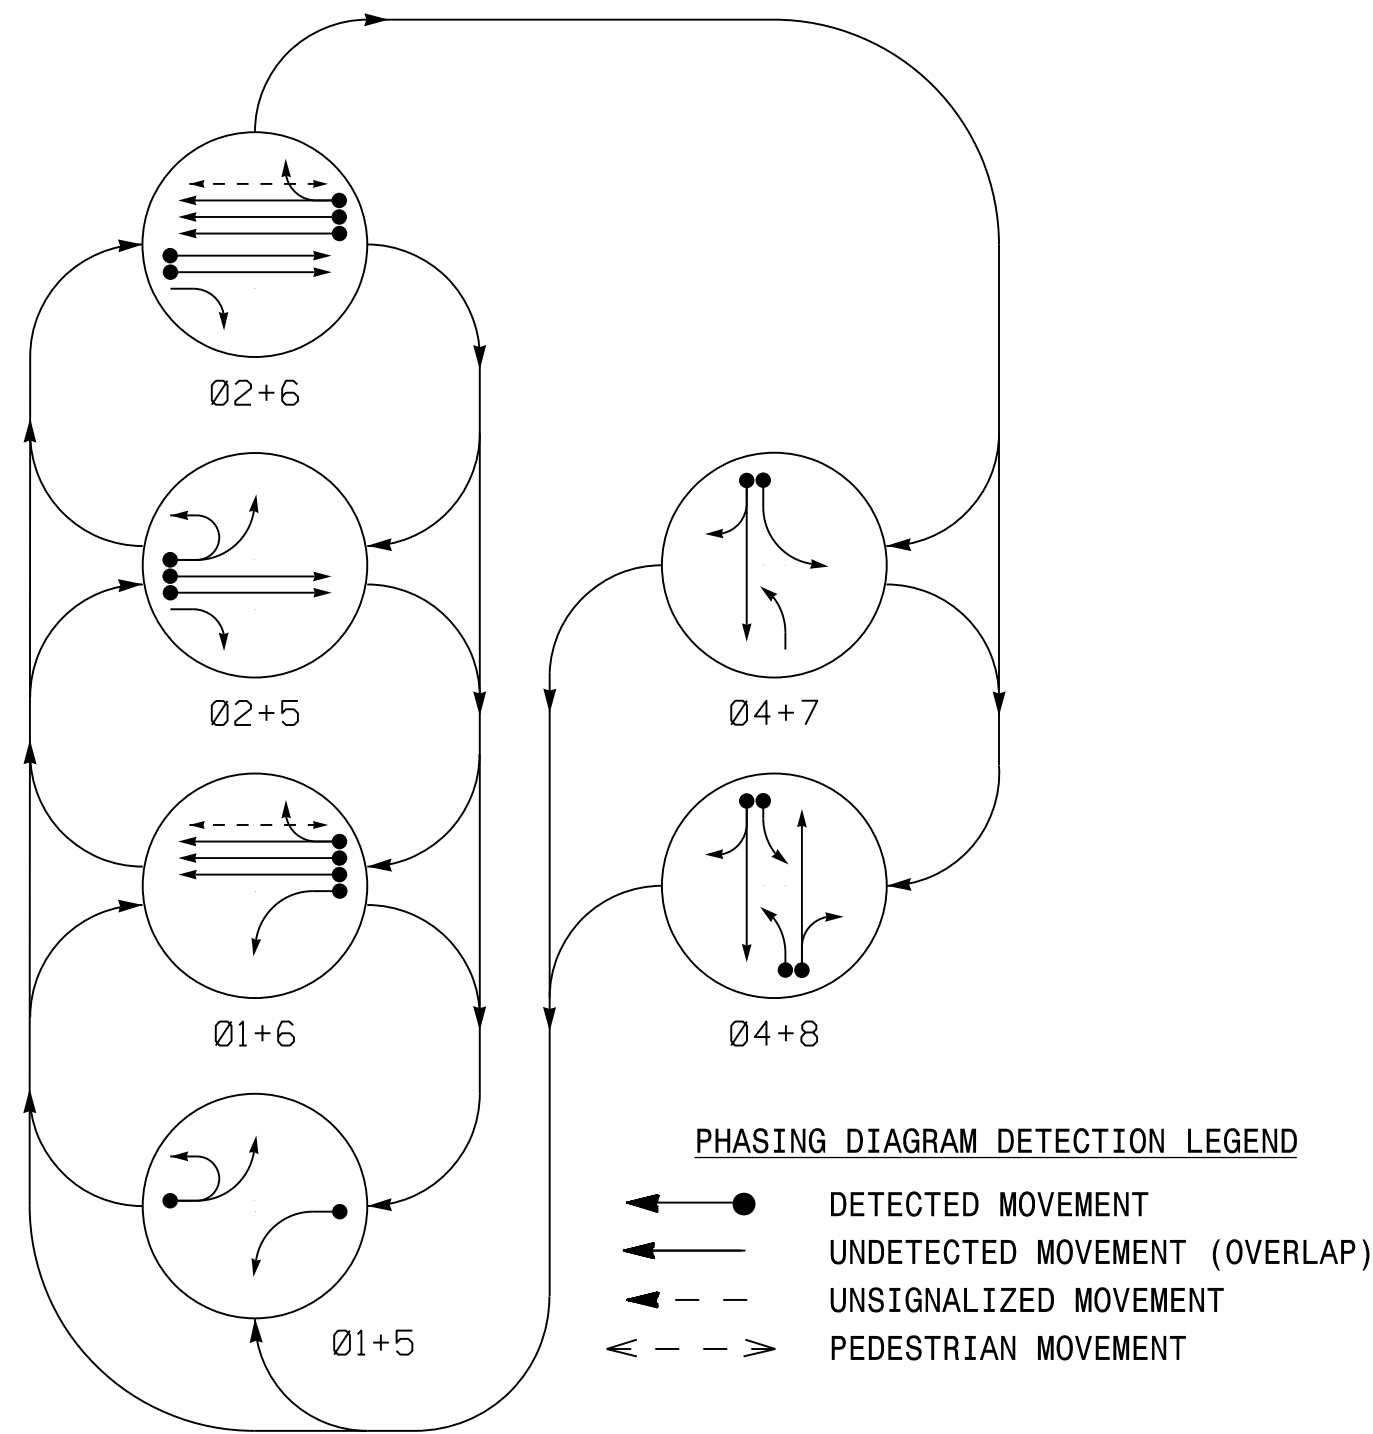 Ø2+6
Ø2+5
Ø4+7
Ø1+6
Ø4+8
PHASING DIAGRAM DETECTION LEGEND
DETECTED MOVEMENT
UNDETECTED MOVEMENT (OVERLAP)
UNSIGNALIZED MOVEMENT
Ø1+5
PEDESTRIAN MOVEMENT